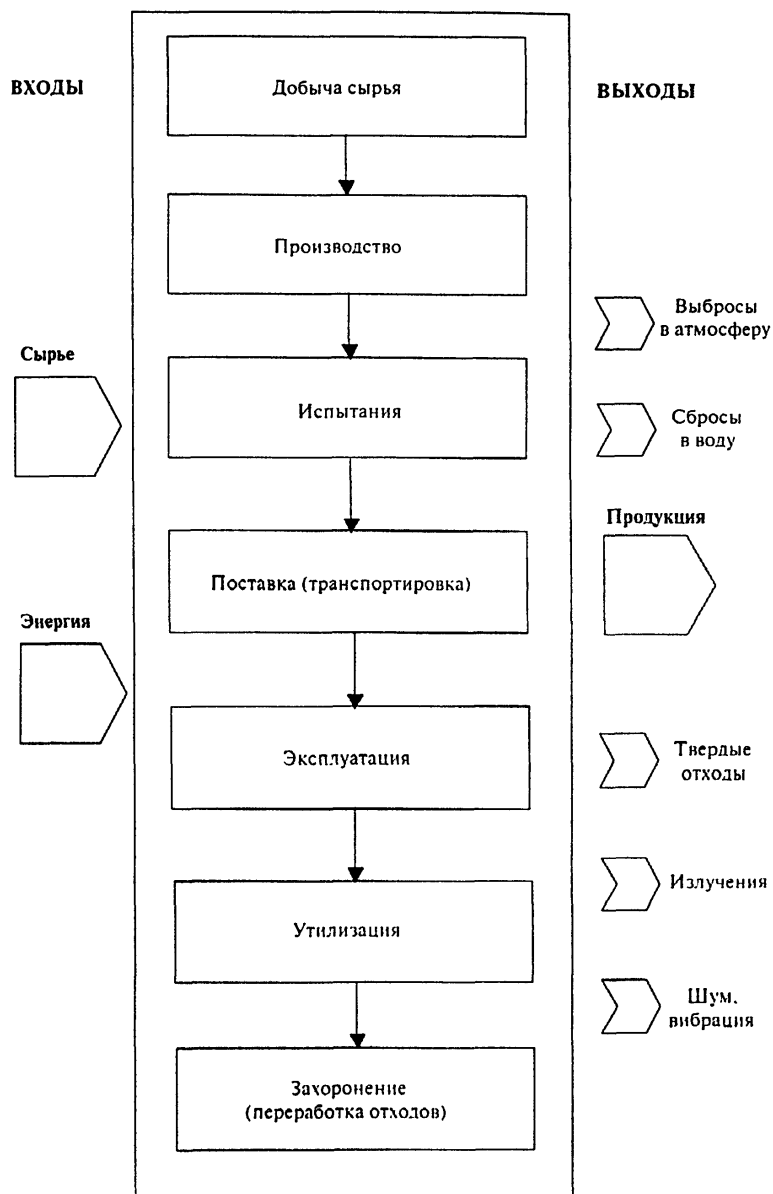 ВХОДЫ
Сырье
Энергия
Добыча сырья
Производство
Испытания
Поставка (транспортировка)
Эксплуатация
Утилизация
Захоронение
(переработка отходов)
ВЫХОДЫ
Выбросы
в атмосферу
Сбросы
в воду
Продукция
Твердые
отходы
Излучения
Шум,
вибрация